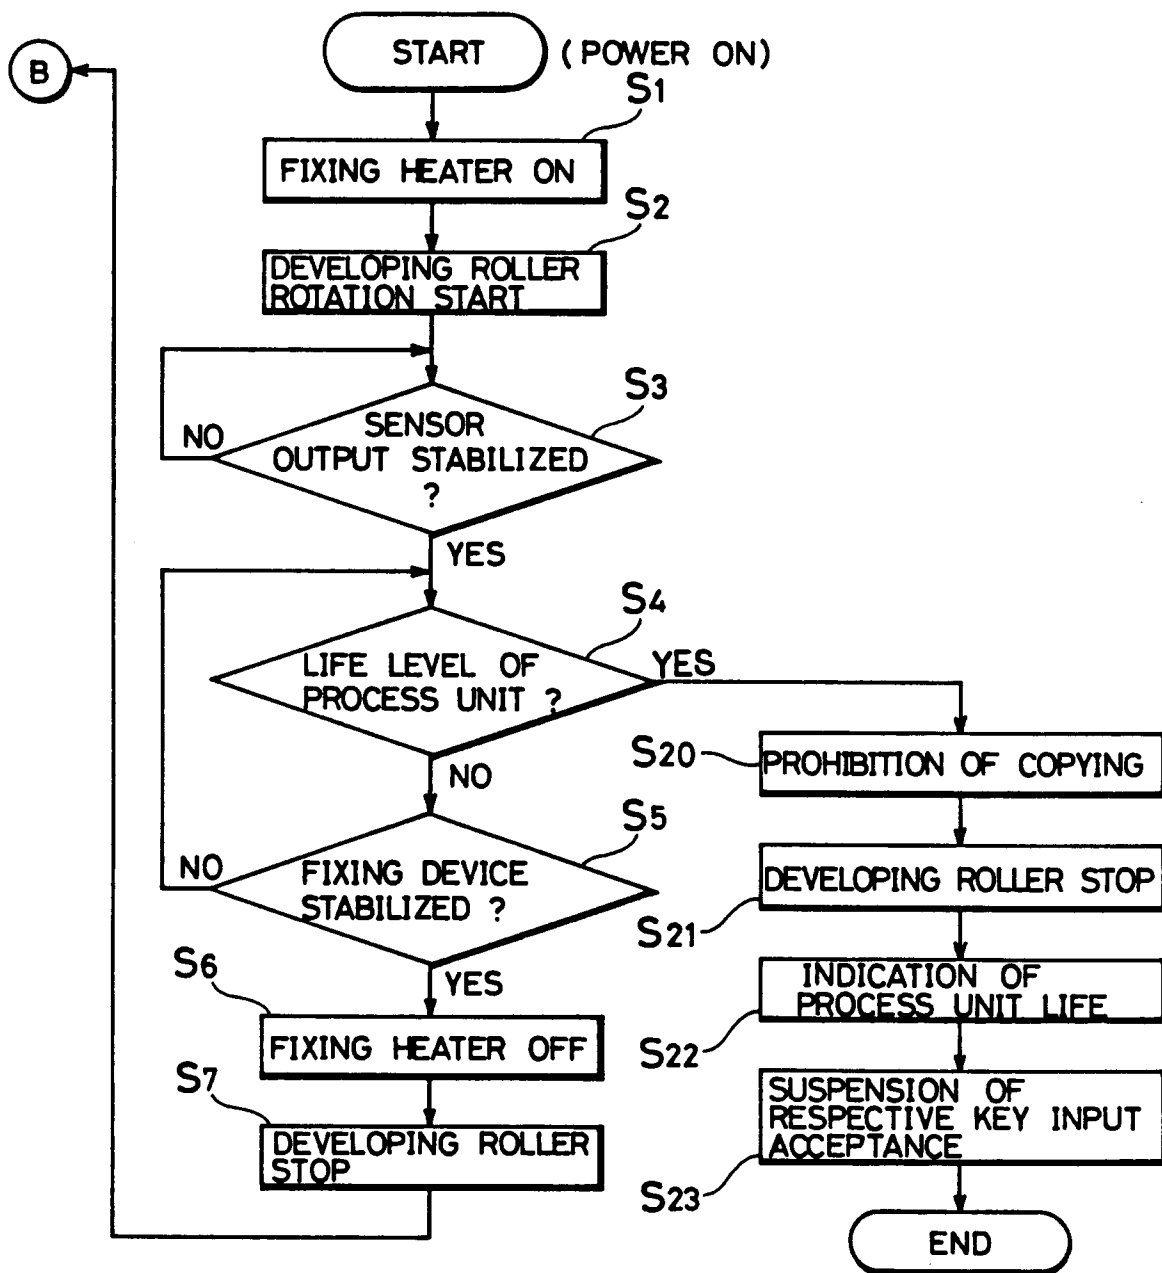 B
START (POWER ON)
S1
FIXING HEATER ON
S2
DEVELOPING ROLLER
ROTATION START
S3
SENSOR
OUTPUT STABILIZED
?
NO
YES
S4
LIFE LEVEL OF
PROCESS UNIT ?
YES
NO
S5
FIXING DEVICE
STABILIZED ?
NO
YES
S6
FIXING HEATER OFF
S7
DEVELOPING ROLLER
STOP
S20
PROHIBITION OF COPYING
DEVELOPING ROLLER STOP
S21
INDICATION OF
PROCESS UNIT LIFE
S22
SUSPENSION OF
RESPECTIVE KEY INPUT
ACCEPTANCE
S23
END